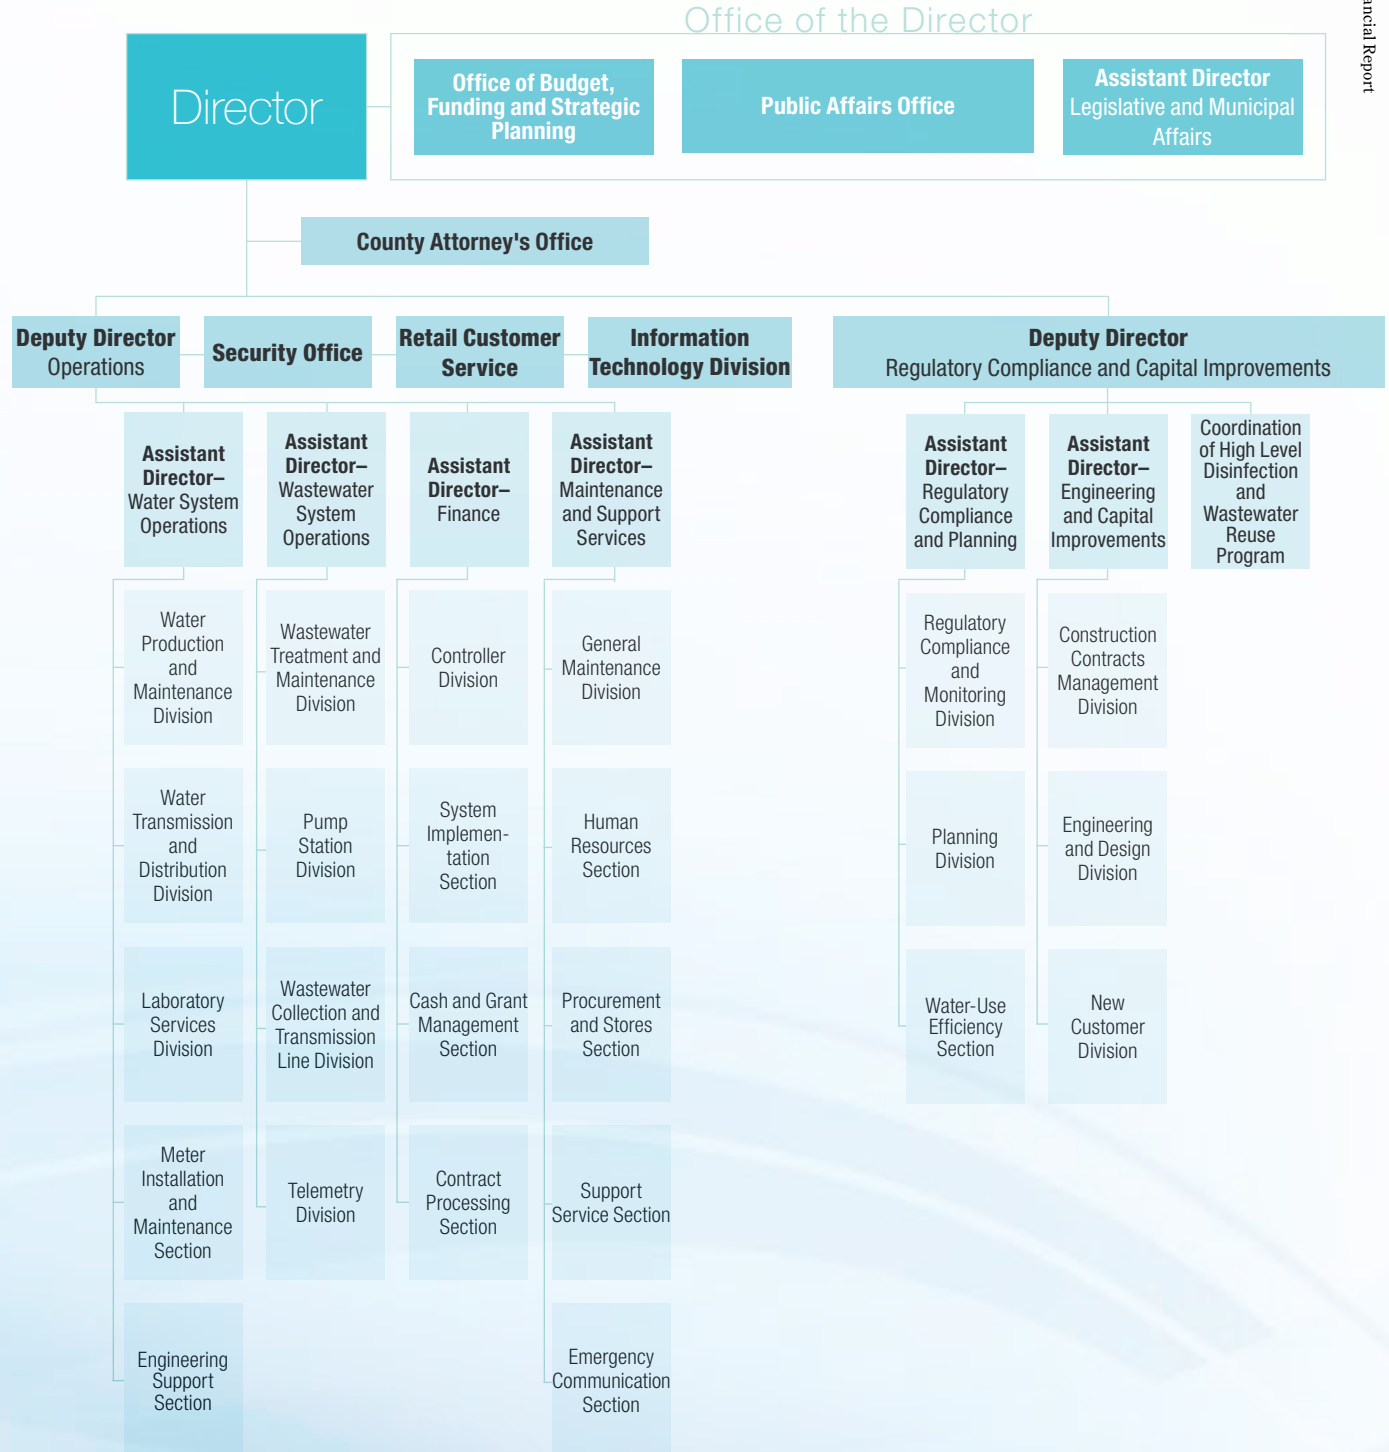 Office of the Director
ancial Report
Director
Office of Budget,
Funding and Strategic
Planning
Public Affairs Office
Assistant Director
Legislative and Municipal
Affairs
County Attorney's Office
Deputy Director
Operations
Security Office
Retail Customer
Service
Information
Technology Division
Deputy Director
Regulatory Compliance and Capital Improvements
Assistant
Director–
Water System
Operations
Assistant
Director–
Wastewater
System
Operations
Assistant
Director–
Finance
Assistant
Director–
Maintenance
and Support
Services
Assistant
Director–
Regulatory
Compliance
and Planning
Assistant
Director–
Engineering
and Capital
Improvements
Coordination
of High Level
Disinfection
and
Wastewater
Reuse
Program
Water
Production
and
Maintenance
Division
Wastewater
Treatment and
Maintenance
Division
Controller
Division
General
Maintenance
Division
Regulatory
Compliance
and
Monitoring
Division
Construction
Contracts
Management
Division
Water
Transmission
and
Distribution
Division
Pump
Station
Division
System
Implemen-
tation
Section
Human
Resources
Section
Planning
Division
Engineering
and Design
Division
Laboratory
Services
Division
Wastewater
Collection and
Transmission
Line Division
Cash and Grant
Management
Section
Procurement
and Stores
Section
Water-Use
Efficiency
Section
New
Customer
Division
Meter
Installation
and
Maintenance
Section
Telemetry
Division
Contract
Processing
Section
Support
Service Section
Engineering
Support
Section
Emergency
Communication
Section